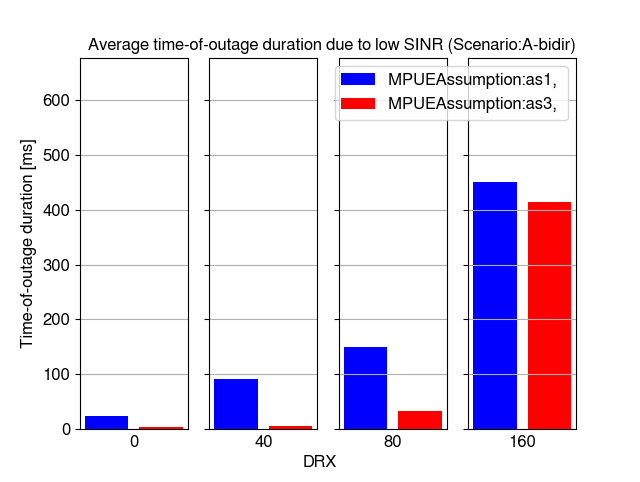 Average time-of-outage duration due to low SINR (Scenario:A-bidir)
MPUEAssumption:as1,
MPUEAssumption:as3,
Time-of-outage duration [ms]
600
500
400
300
200
100
0
0
40
80
160
DRX